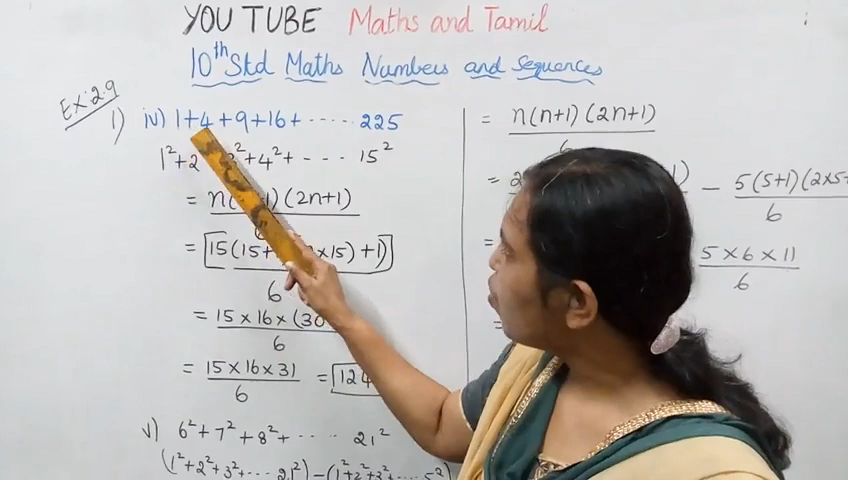 YOU TUBE Maths and Tamil
10th Std Maths Numbers and Sequences
Ex: 2.9
1) iv) 1+4+9+16+ ······ 225
1²+2 3²+4²+ - --- 15²
= n( 1)(2n+1)
= 15(15+ ×15)+1)
6
= 15×16×(30
6
= 15×16×31 = 124
6
v) 6²+7²+8²+ ······ 21²
(1²+2²+3²+···· 21²)-(1²+2²+3²+···· 5²)
= n(n+1)(2n+1)
6
= 2 1) - 5(5+1)(2×5+
6
= 5×6×11
6
=